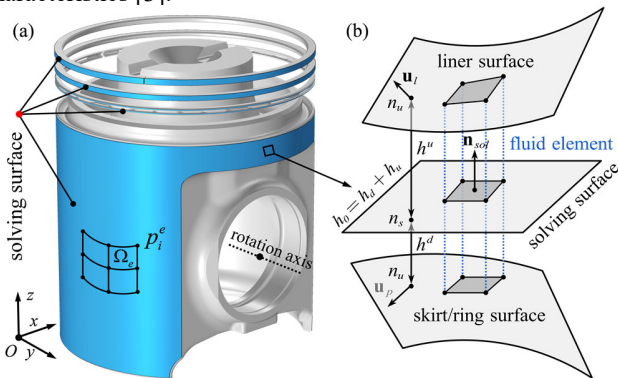 (a)
solving surface
p_i^e
Ω_e
rotation axis
z
x
O
y
(b)
liner surface
u_l
n_u
h^u
n_sol
fluid element
h_0 = h_d + h_u
n_s
solving surface
h^d
n_u
u_p
skirt/ring surface